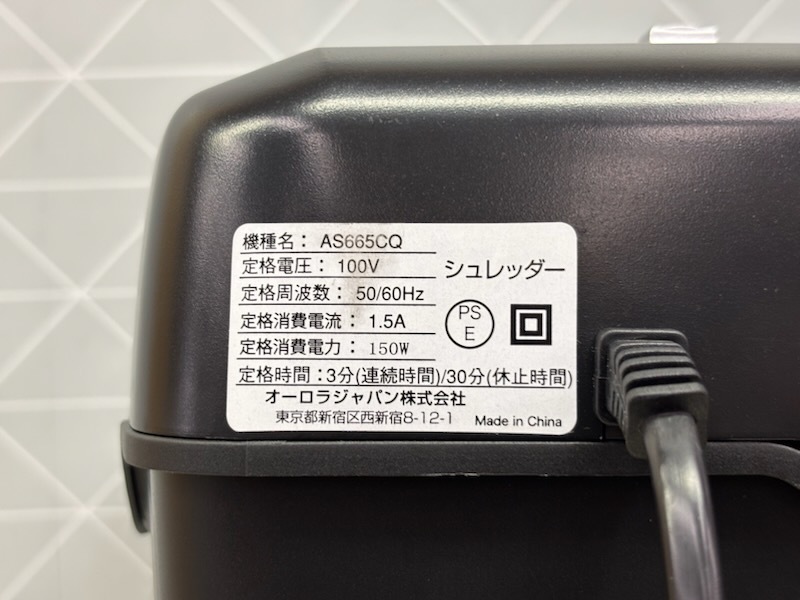 機種名： AS665CQ
定格電圧： 100V
シュレッダー
定格周波数： 50/60Hz
定格消費電流： 1.5A
PS
E
定格消費電力： 150W
定格時間：3分(連続時間)/30分(休止時間)
オーロラジャパン株式会社
東京都新宿区西新宿8-12-1
Made in China